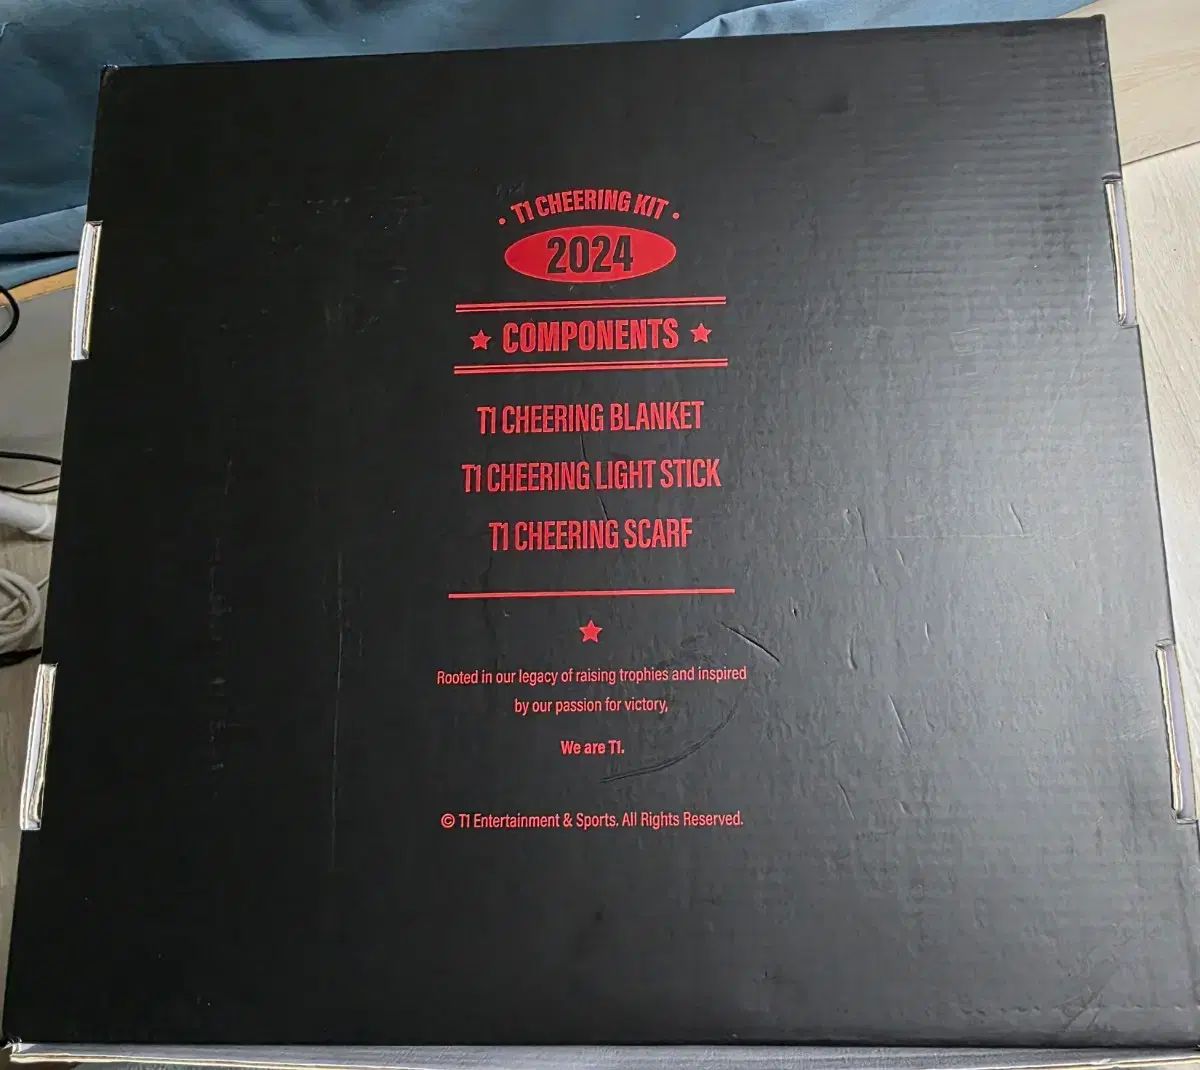 • T1 CHEERING KIT •
2024
★ COMPONENTS ★
T1 CHEERING BLANKET
T1 CHEERING LIGHT STICK
T1 CHEERING SCARF
Rooted in our legacy of raising trophies and inspired
by our passion for victory,
We are T1.
© T1 Entertainment & Sports. All Rights Reserved.